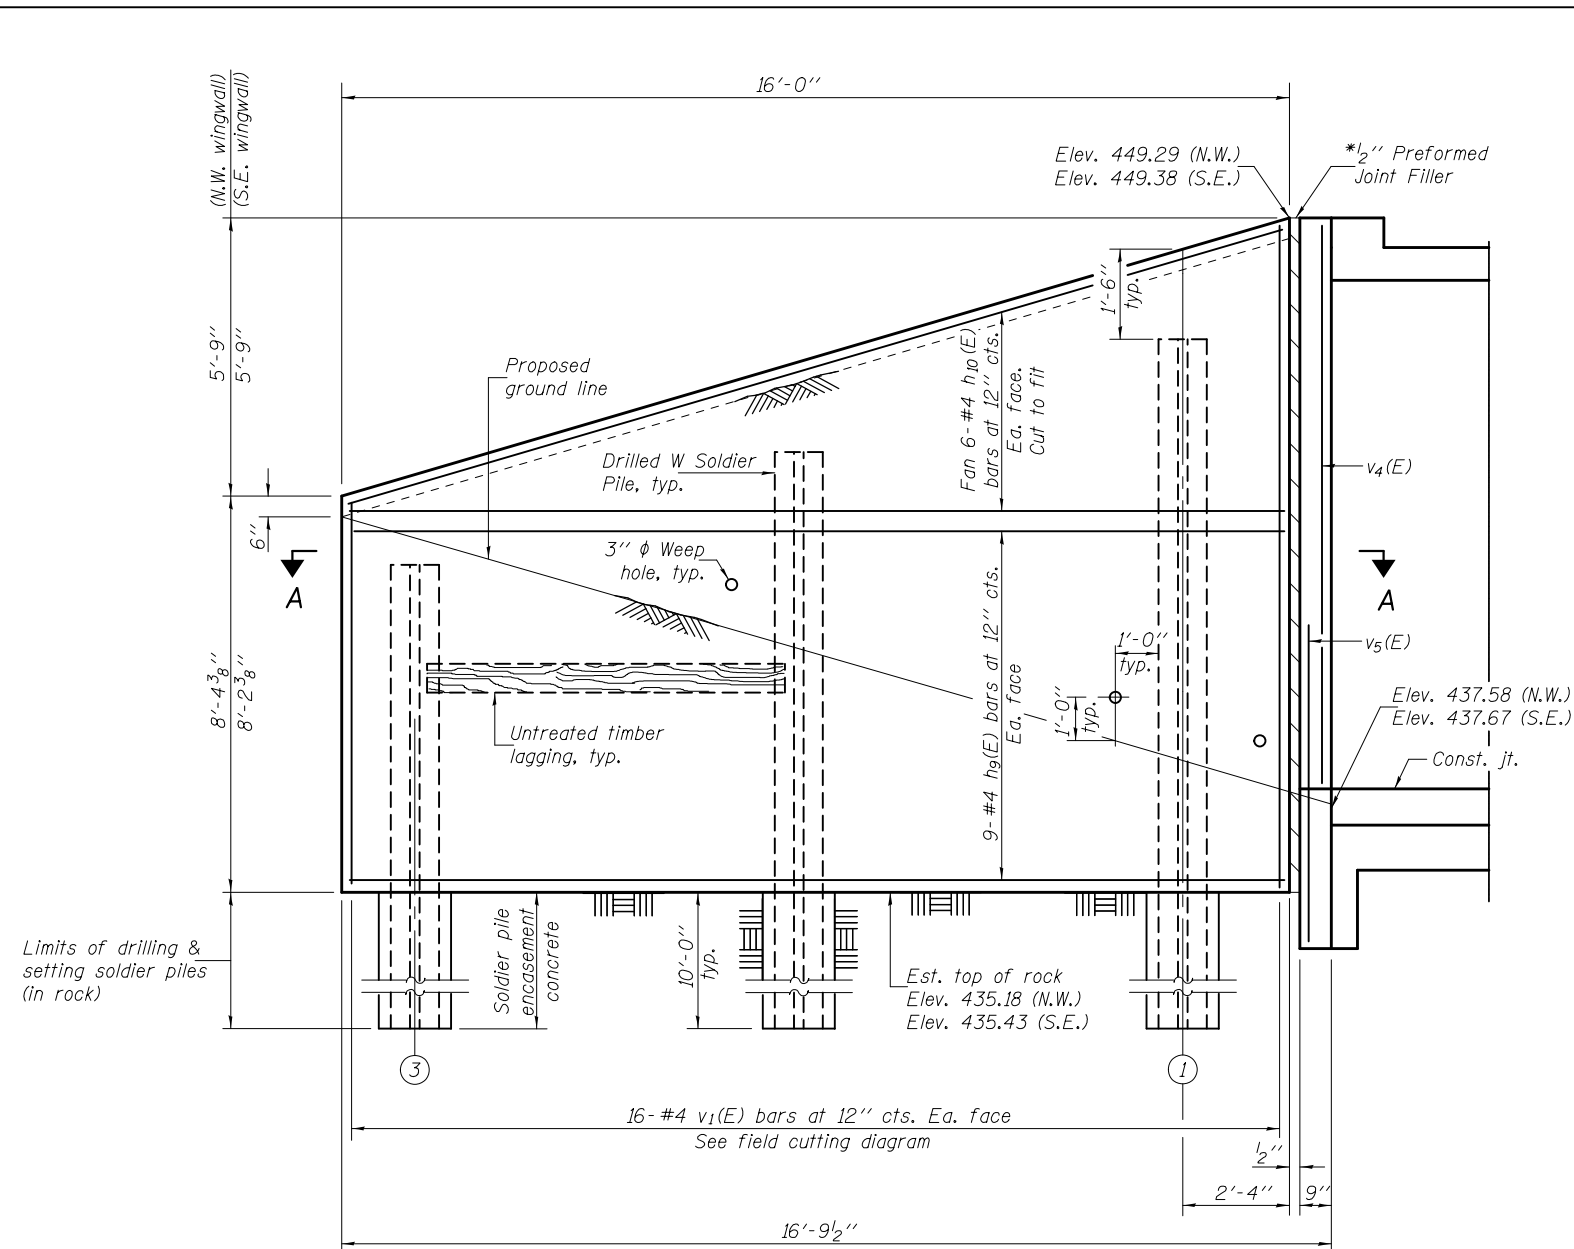 16'-0"
(N.W. wingwall)
(S.E. wingwall)
Elev. 449.29 (N.W.)
Elev. 449.38 (S.E.)
*1/2" Preformed
Joint Filler
5'-9"
5'-9"
1'-6"
typ.
Proposed
ground line
Fan 6-#4 h10(E)
bars at 12" cts.
Ea. face.
Cut to fit
Drilled W Soldier
Pile, typ.
v4(E)
6"
3" ϕ Weep
hole, typ.
A
A
9-#4 h9(E) bars at 12" cts.
Ea. face
1'-0"
typ.
v5(E)
8'-4 3/8"
8'-2 3/8"
1'-0"
typ.
Elev. 437.58 (N.W.)
Elev. 437.67 (S.E.)
Untreated timber
lagging, typ.
Const. jt.
Limits of drilling &
setting soldier piles
(in rock)
Soldier pile
encasement
concrete
10'-0"
typ.
Est. top of rock
Elev. 435.18 (N.W.)
Elev. 435.43 (S.E.)
3
1
16-#4 v1(E) bars at 12" cts. Ea. face
See field cutting diagram
1/2"
2'-4"
9"
16'-9 1/2"